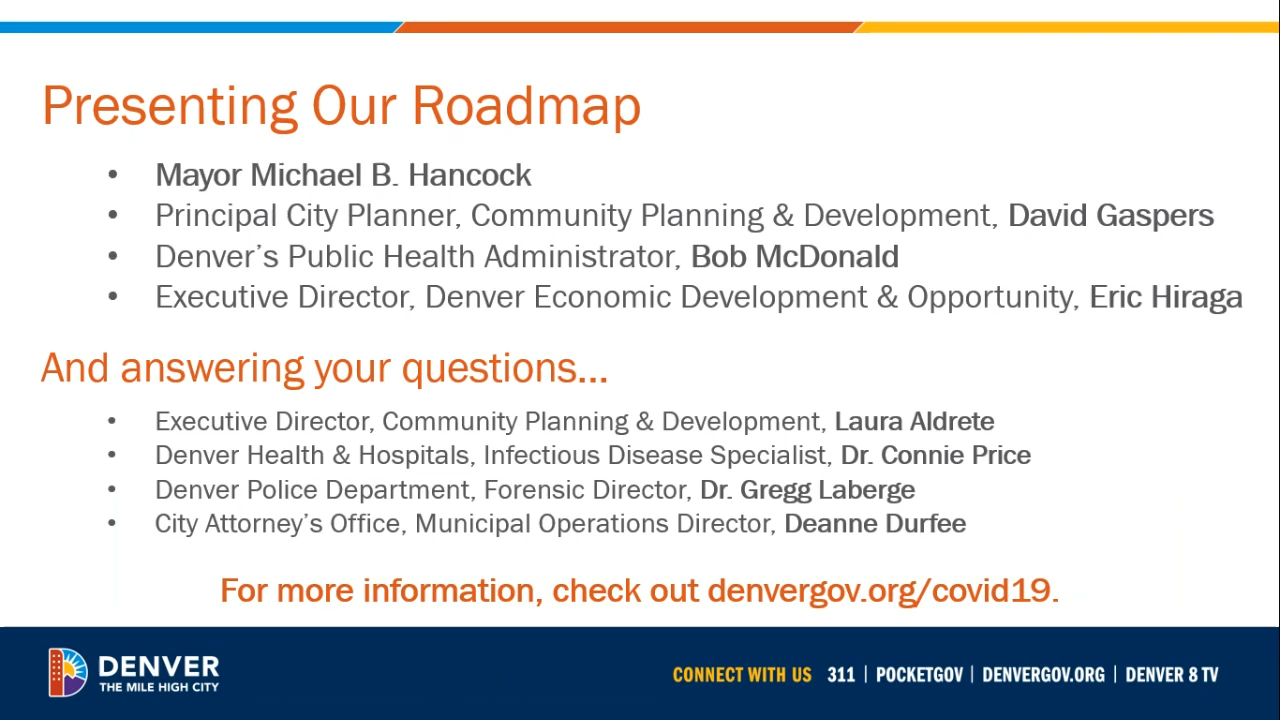 Presenting Our Roadmap
• Mayor Michael B. Hancock
• Principal City Planner, Community Planning & Development, David Gaspers
• Denver’s Public Health Administrator, Bob McDonald
• Executive Director, Denver Economic Development & Opportunity, Eric Hiraga
And answering your questions...
• Executive Director, Community Planning & Development, Laura Aldrete
• Denver Health & Hospitals, Infectious Disease Specialist, Dr. Connie Price
• Denver Police Department, Forensic Director, Dr. Gregg Laberge
• City Attorney’s Office, Municipal Operations Director, Deanne Durfee
For more information, check out denvergov.org/covid19.
DENVER
THE MILE HIGH CITY
CONNECT WITH US 311 | POCKETGOV | DENVERGOV.ORG | DENVER 8 TV